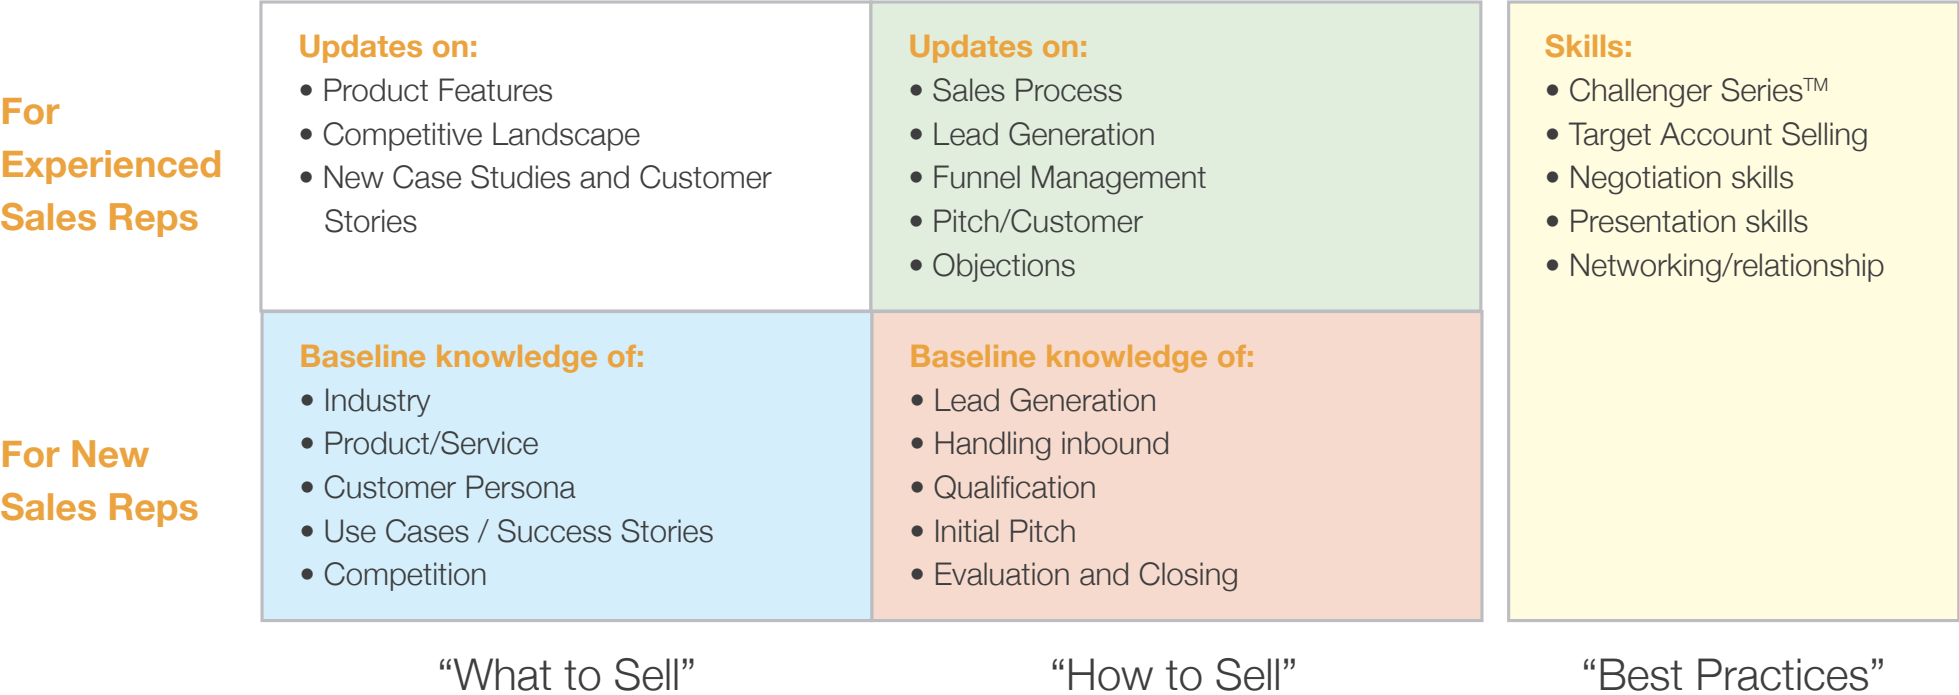 For
Experienced
Sales Reps
Updates on:
• Product Features
• Competitive Landscape
• New Case Studies and Customer
Stories
Updates on:
• Sales Process
• Lead Generation
• Funnel Management
• Pitch/Customer
• Objections
Skills:
• Challenger Series™
• Target Account Selling
• Negotiation skills
• Presentation skills
• Networking/relationship
For New
Sales Reps
Baseline knowledge of:
• Industry
• Product/Service
• Customer Persona
• Use Cases / Success Stories
• Competition
Baseline knowledge of:
• Lead Generation
• Handling inbound
• Qualification
• Initial Pitch
• Evaluation and Closing
“What to Sell”
“How to Sell”
“Best Practices”